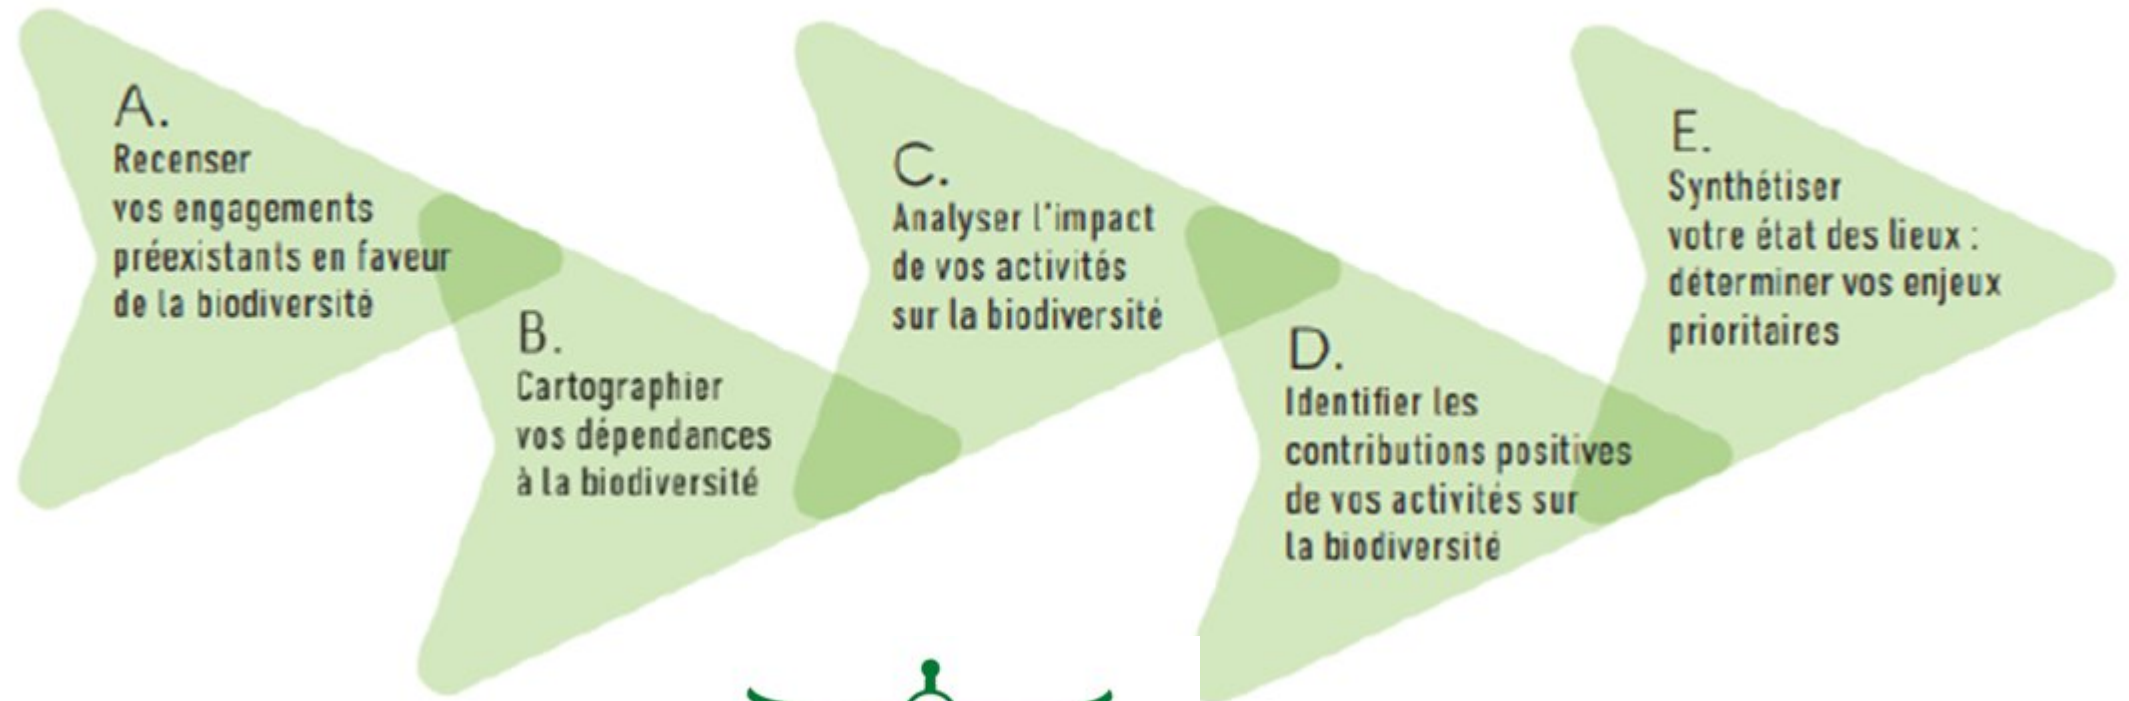 A.
Recenser
vos engagements
préexistants en faveur
de la biodiversité
B.
Cartographier
vos dépendances
à la biodiversité
C.
Analyser l'impact
de vos activités
sur la biodiversité
D.
Identifier les
contributions positives
de vos activités sur
la biodiversité
E.
Synthétiser
votre état des lieux :
déterminer vos enjeux
prioritaires